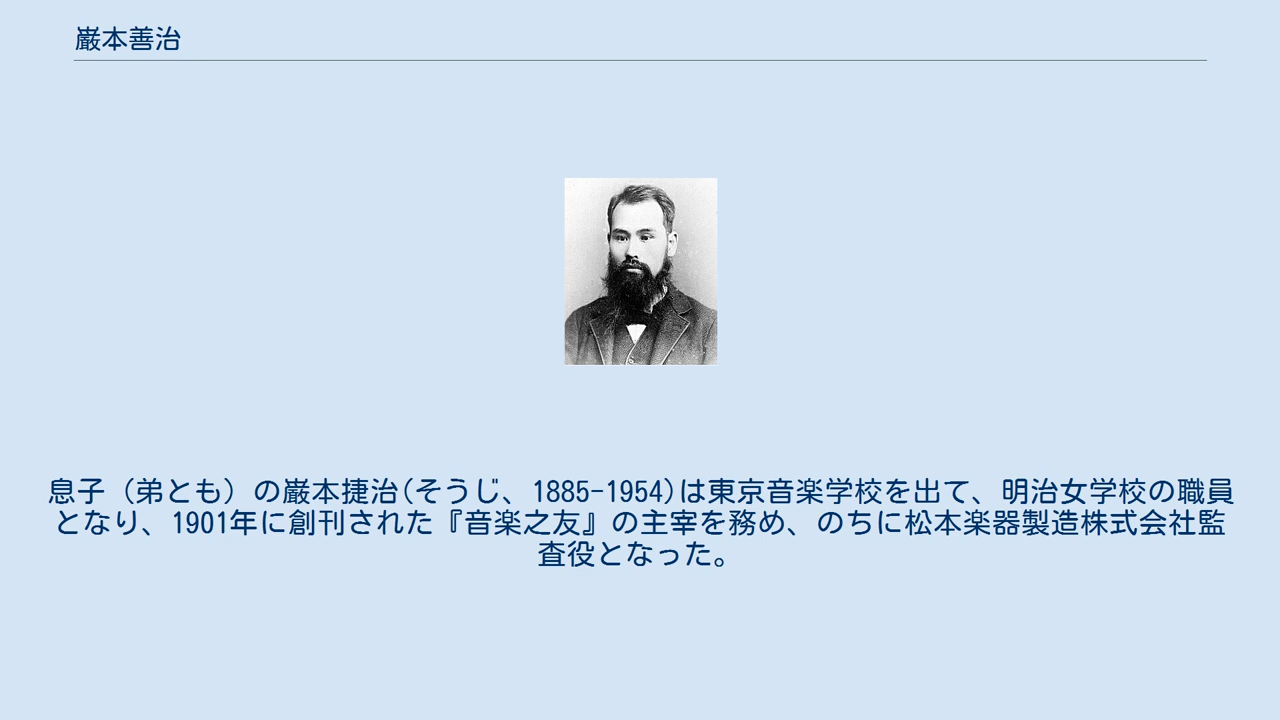 巌本善治
息子（弟とも）の巌本捷治(そうじ、1885-1954)は東京音楽学校を出て、明治女学校の職員
となり、1901年に創刊された『音楽之友』の主宰を務め、のちに松本楽器製造株式会社監
査役となった。